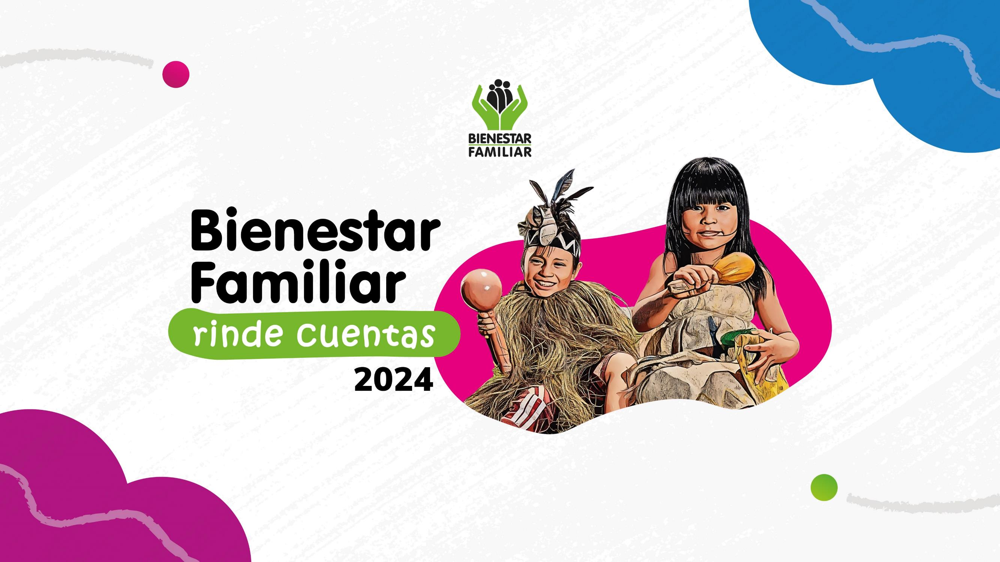 BIENESTAR
FAMILIAR
Bienestar
Familiar
rinde cuentas
2024